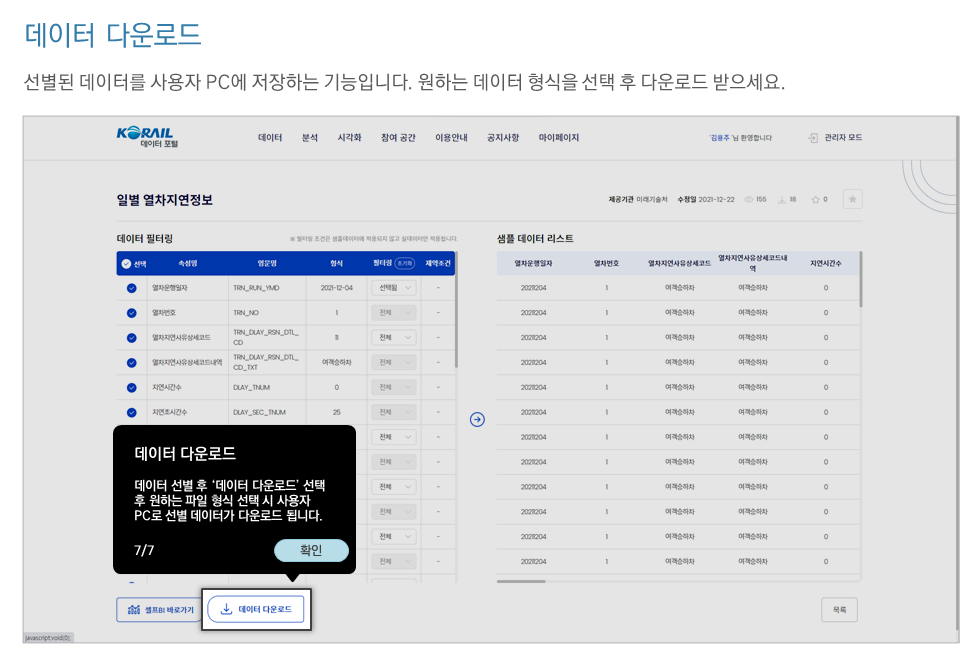 데이터 다운로드
선별된 데이터를 사용자 PC에 저장하는 기능입니다. 원하는 데이터 형식을 선택 후 다운로드 받으세요.
KORAIL 데이터 포털
데이터 분석 시각화 참여 공간 이용안내 공지사항 마이페이지 '김용주 '님 환영합니다 관리자 모드
일별 열차지연정보 제공기관 미래기술처 수정일 2021-12-22 155 18 0
데이터 필터링 ※ 필터링 조건은 샘플데이터에 적용되지 않고 실데이터만 적용됩니다. 샘플 데이터 리스트
선택 속성명 영문명 형식 필터링 초기화 제약조건
열차운행일자 TRN_RUN_YMD 2021-12-04 선택됨 -
열차번호 TRN_NO 1 전체 -
열차지연사유상세코드 TRN_DLAY_RSN_DTL_CD 11 전체 -
열차지연사유상세코드내역 TRN_DLAY_RSN_DTL_CD_TXT 여객승하차 전체 -
지연시간수 DLAY_TNUM 0 전체 -
지연초시간수 DLAY_SEC_TNUM 25 전체 -
전체 -
전체 -
전체 -
전체 -
전체 -
전체 -
열차운행일자 열차번호 열차지연사유상세코드 열차지연사유상세코드내역 지연시간수
20211204 1 여객승하차 여객승하차 0
20211204 1 여객승하차 여객승하차 0
20211204 1 여객승하차 여객승하차 0
20211204 1 여객승하차 여객승하차 0
20211204 1 여객승하차 여객승하차 0
20211204 1 여객승하차 여객승하차 0
20211204 1 여객승하차 여객승하차 0
20211204 1 여객승하차 여객승하차 0
20211204 1 여객승하차 여객승하차 0
20211204 1 여객승하차 여객승하차 0
20211204 1 여객승하차 여객승하차 0
20211204 1 여객승하차 여객승하차 0
데이터 다운로드
데이터 선별 후 '데이터 다운로드' 선택
후 원하는 파일 형식 선택 시 사용자
PC로 선별 데이터가 다운로드 됩니다.
7/7 확인
셀프BI 바로가기 데이터 다운로드 목록
javascript:void(0);